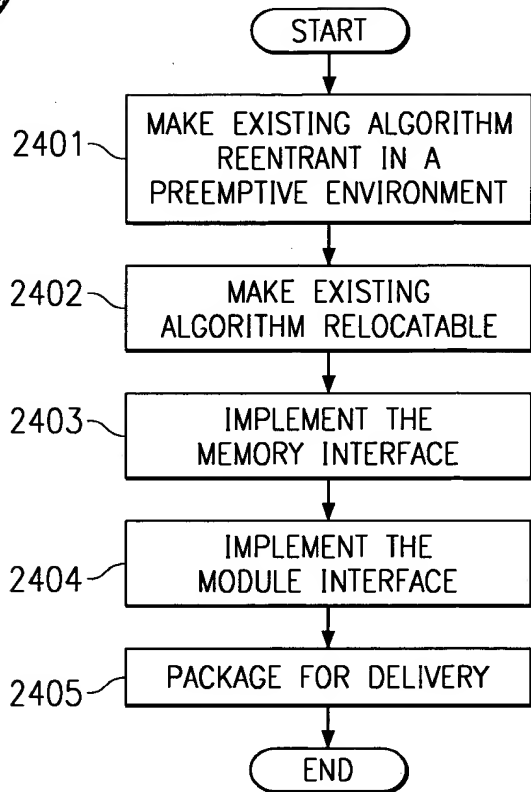 START
2401
MAKE EXISTING ALGORITHM
REENTRANT IN A
PREEMPTIVE ENVIRONMENT
2402
MAKE EXISTING
ALGORITHM RELOCATABLE
2403
IMPLEMENT THE
MEMORY INTERFACE
2404
IMPLEMENT THE
MODULE INTERFACE
2405
PACKAGE FOR DELIVERY
END